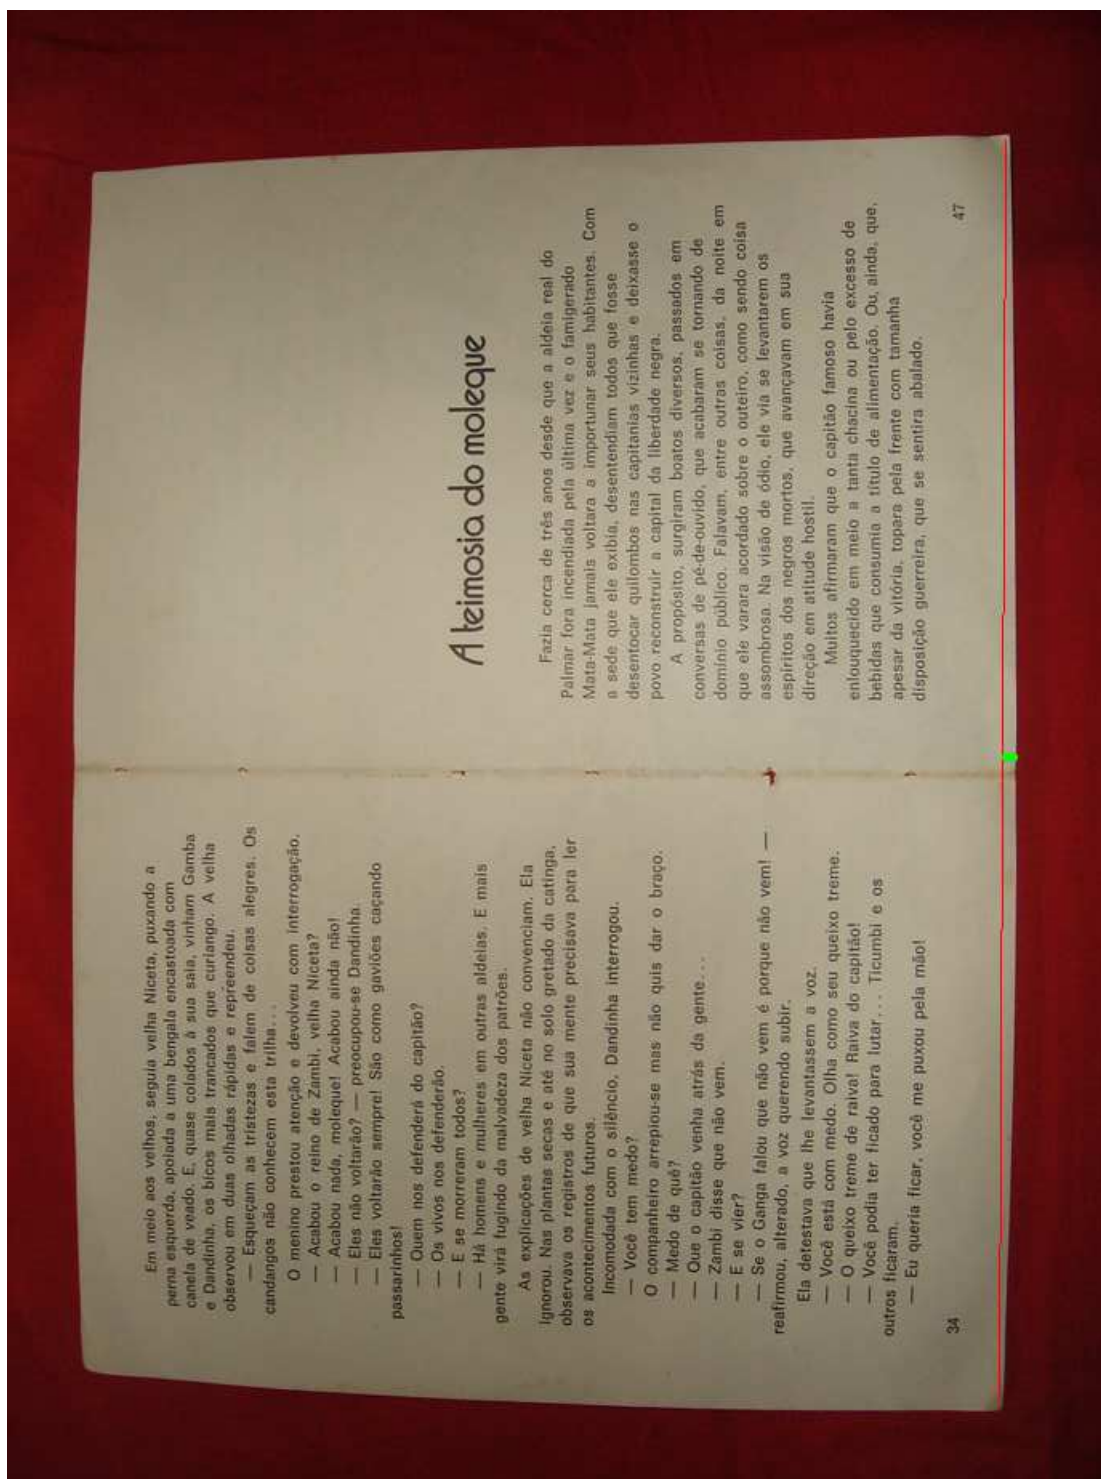 Em meio aos velhos, seguia velha Niceta, puxando a
perna esquerda, apoiada a uma bengala encastoada com
canela de veado. E, quase colados à sua saia, vinham Gamba
e Dandinha, os bicos mais trancados que curiango. A velha
observou em duas olhadas rápidas e repreendeu.
— Esqueçam as tristezas e falem de coisas alegres. Os
candangos não conhecem esta trilha...
O menino prestou atenção e devolveu com interrogação.
— Acabou o reino de Zambi, velha Niceta?
— Acabou nada, moleque! Acabou ainda não!
— Eles não voltarão? — preocupou-se Dandinha.
— Eles voltarão sempre! São como gaviões caçando
passarinhos!
— Quem nos defenderá do capitão?
— Os vivos nos defenderão.
— E se morreram todos?
— Há homens e mulheres em outras aldeias. E mais
gente virá fugindo da malvadeza dos patrões.
As explicações de velha Niceta não convenciam. Ela
ignorou. Nas plantas secas e até no solo gretado da catinga,
observava os registros de que sua mente precisava para ler
os acontecimentos futuros.
Incomodada com o silêncio, Dandinha interrogou.
— Você tem medo?
O companheiro arrepiou-se mas não quis dar o braço.
— Medo de quê?
— Que o capitão venha atrás da gente...
— Zambi disse que não vem.
— E se vier?
— Se o Ganga falou que não vem é porque não vem! —
reafirmou, alterado, a voz querendo subir.
Ela detestava que lhe levantassem a voz.
— Você está com medo. Olha como seu queixo treme.
— O queixo treme de raiva! Raiva do capitão!
— Você podia ter ficado para lutar... Ticumbi e os
outros ficaram.
— Eu queria ficar, você me puxou pela mão!
34
A teimosia do moleque
Fazia cerca de três anos desde que a aldeia real do
Palmar fora incendiada pela última vez e o famigerado
Mata-Mata jamais voltara a importunar seus habitantes. Com
a sede que ele exibia, desentendiam todos que fosse
desentocar quilombos nas capitanias vizinhas e deixasse o
povo reconstruir a capital da liberdade negra.
A propósito, surgiram boatos diversos, passados em
conversas de pé-de-ouvido, que acabaram se tornando de
domínio público. Falavam, entre outras coisas, da noite em
que ele varara acordado sobre o outeiro, como sendo coisa
assombrosa. Na visão de ódio, ele via se levantarem os
espíritos dos negros mortos, que avançavam em sua
direção em atitude hostil.
Muitos afirmaram que o capitão famoso havia
enlouquecido em meio a tanta chacina ou pelo excesso de
bebidas que consumia a título de alimentação. Ou, ainda, que,
apesar da vitória, topara pela frente com tamanha
disposição guerreira, que se sentira abalado.
47